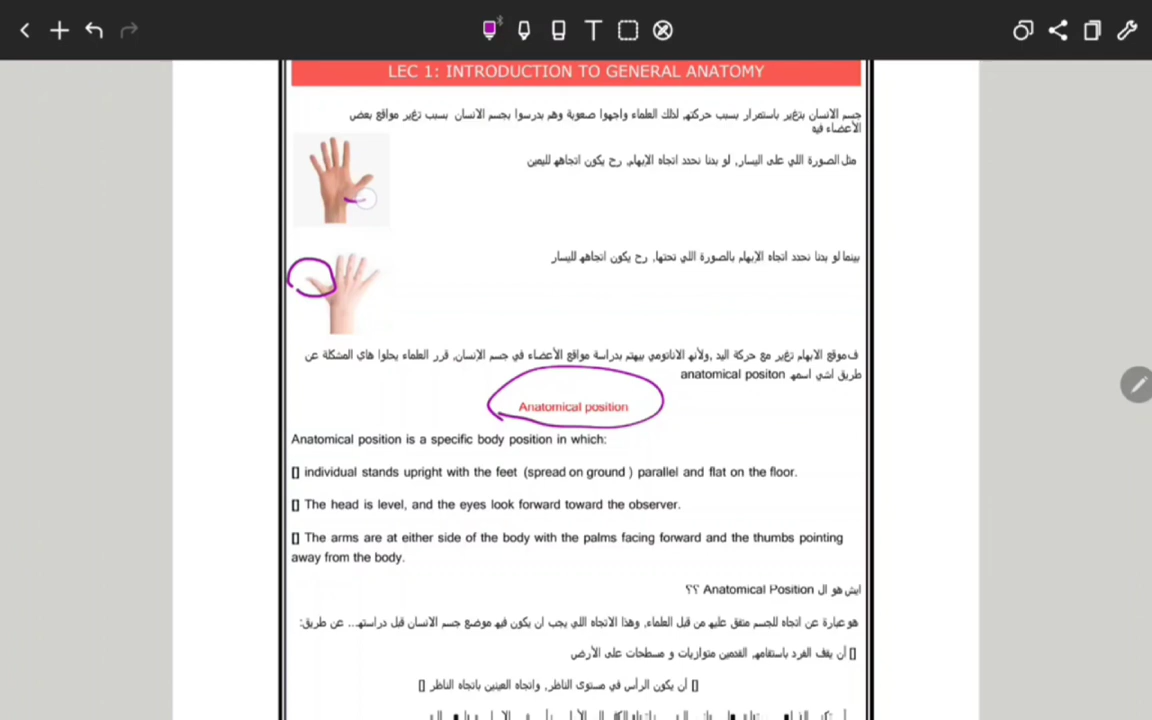 LEC 1: INTRODUCTION TO GENERAL ANATOMY
جسم الانسان بتغير باستمرار بسبب حركته, لذلك العلماء واجهوا صعوبة وهم بدرسوا بجسم الانسان بسبب تغير مواقع بعض
الأعضاء فيه
مثل الصورة اللي على اليسار, لو بدنا نحدد اتجاه الإبهام, رح يكون اتجاهه لليمين
بينما لو بدنا نحدد اتجاه الإبهام بالصورة اللي تحتها, رح يكون اتجاهه لليسار
ف موقع الابهام تغير مع حركة اليد ,ولأنه الاناتومي بيهتم بدراسة مواقع الأعضاء في جسم الإنسان, قرر العلماء يحلوا هاي المشكلة عن
طريق اشي اسمه anatomical positon
Anatomical position
Anatomical position is a specific body position in which:
[] individual stands upright with the feet (spread on ground ) parallel and flat on the floor.
[] The head is level, and the eyes look forward toward the observer.
[] The arms are at either side of the body with the palms facing forward and the thumbs pointing
away from the body.
ايش هو ال Anatomical Position ؟؟
هو عبارة عن اتجاه للجسم متفق عليه من قبل العلماء, وهذا الاتجاه اللي يجب ان يكون فيه موضع جسم الانسان قبل دراسته... عن طريق:
[] أن يقف الفرد باستقامه, القدمين متوازيات و مسطحات على الأرض
[] أن يكون الرأس في مستوى الناظر, واتجاه العينين باتجاه الناظر []